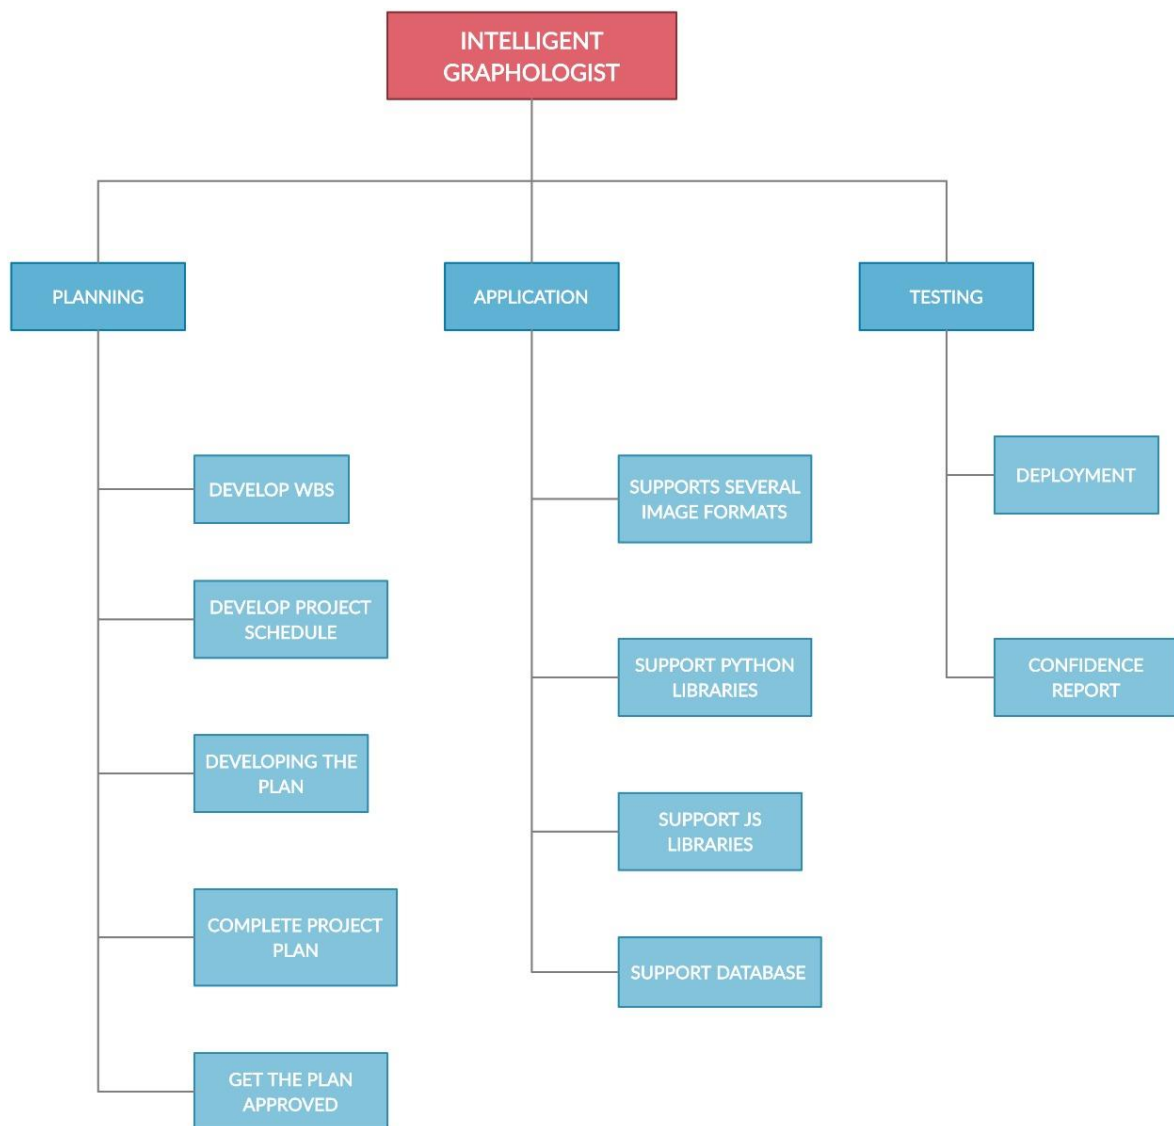 INTELLIGENT
GRAPHOLOGIST
PLANNING
APPLICATION
TESTING
DEVELOP WBS
DEVELOP PROJECT
SCHEDULE
DEVELOPING THE
PLAN
COMPLETE PROJECT
PLAN
GET THE PLAN
APPROVED
SUPPORTS SEVERAL
IMAGE FORMATS
SUPPORT PYTHON
LIBRARIES
SUPPORT JS
LIBRARIES
SUPPORT DATABASE
DEPLOYMENT
CONFIDENCE
REPORT